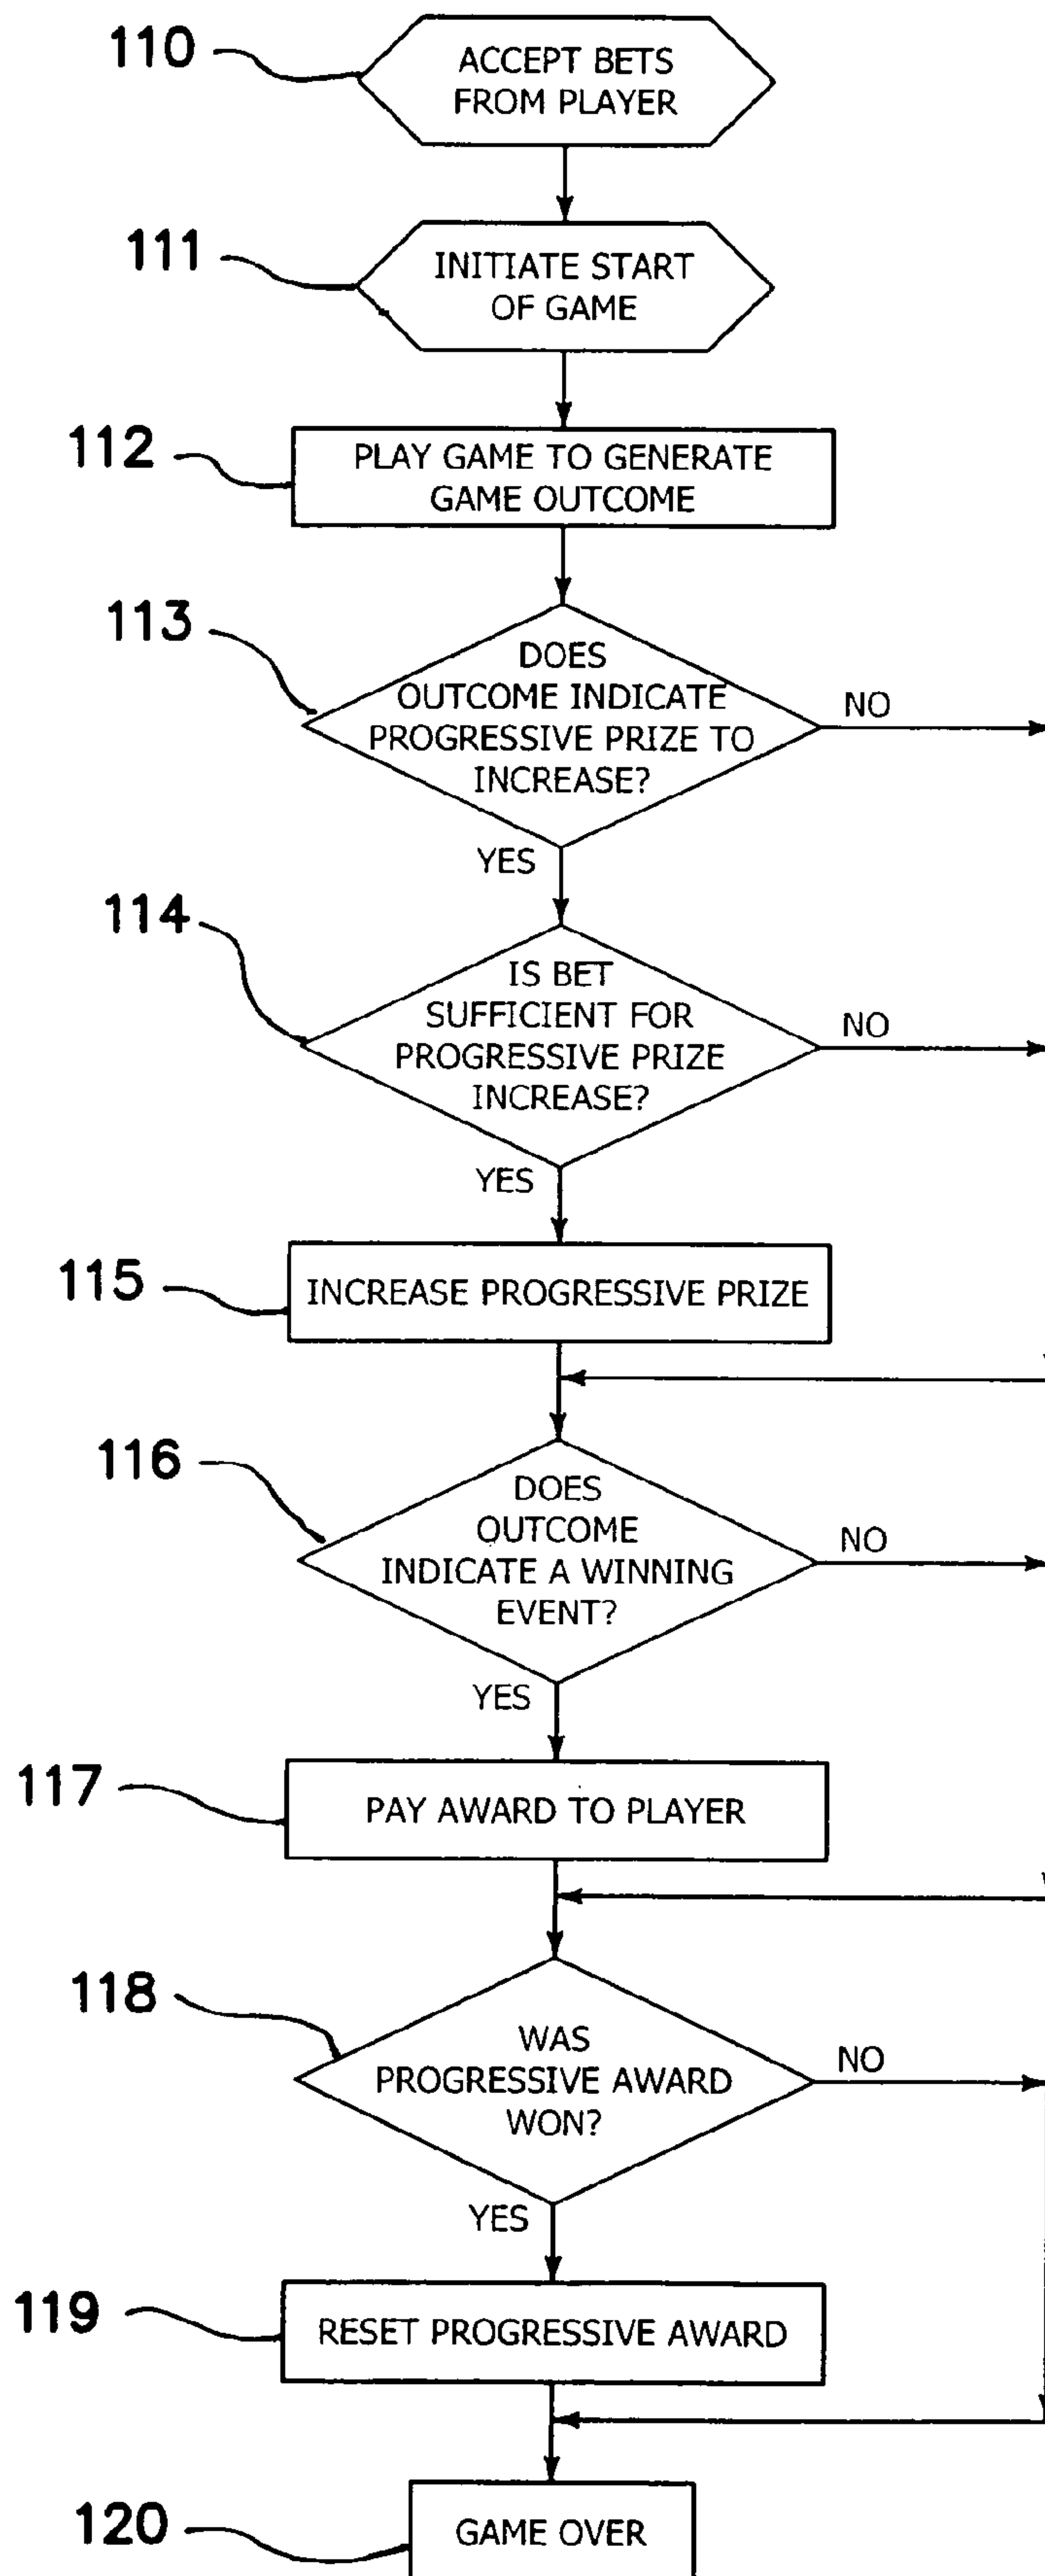 110
ACCEPT BETS
FROM PLAYER
111
INITIATE START
OF GAME
112
PLAY GAME TO GENERATE
GAME OUTCOME
113
DOES
OUTCOME INDICATE
PROGRESSIVE PRIZE TO
INCREASE?
NO
YES
114
IS BET
SUFFICIENT FOR
PROGRESSIVE PRIZE
INCREASE?
NO
YES
115
INCREASE PROGRESSIVE PRIZE
116
DOES
OUTCOME
INDICATE A WINNING
EVENT?
NO
YES
117
PAY AWARD TO PLAYER
118
WAS
PROGRESSIVE AWARD
WON?
NO
YES
119
RESET PROGRESSIVE AWARD
120
GAME OVER